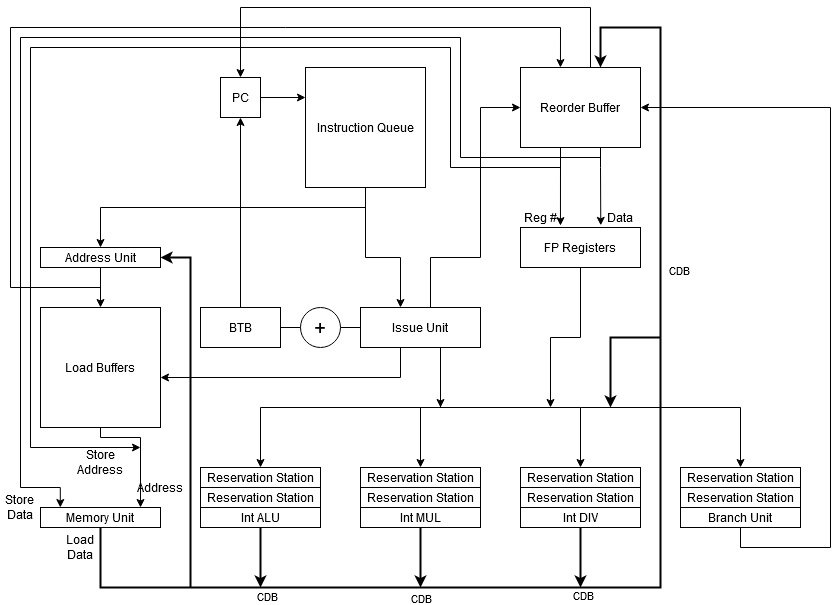 PC
Instruction Queue
Reorder Buffer
Reg #
Data
Address Unit
FP Registers
CDB
BTB
+
Issue Unit
Load Buffers
Store
Address
Address
Reservation Station
Reservation Station
Reservation Station
Reservation Station
Reservation Station
Reservation Station
Reservation Station
Reservation Station
Store
Data
Memory Unit
Int ALU
Int MUL
Int DIV
Branch Unit
Load
Data
CDB
CDB
CDB